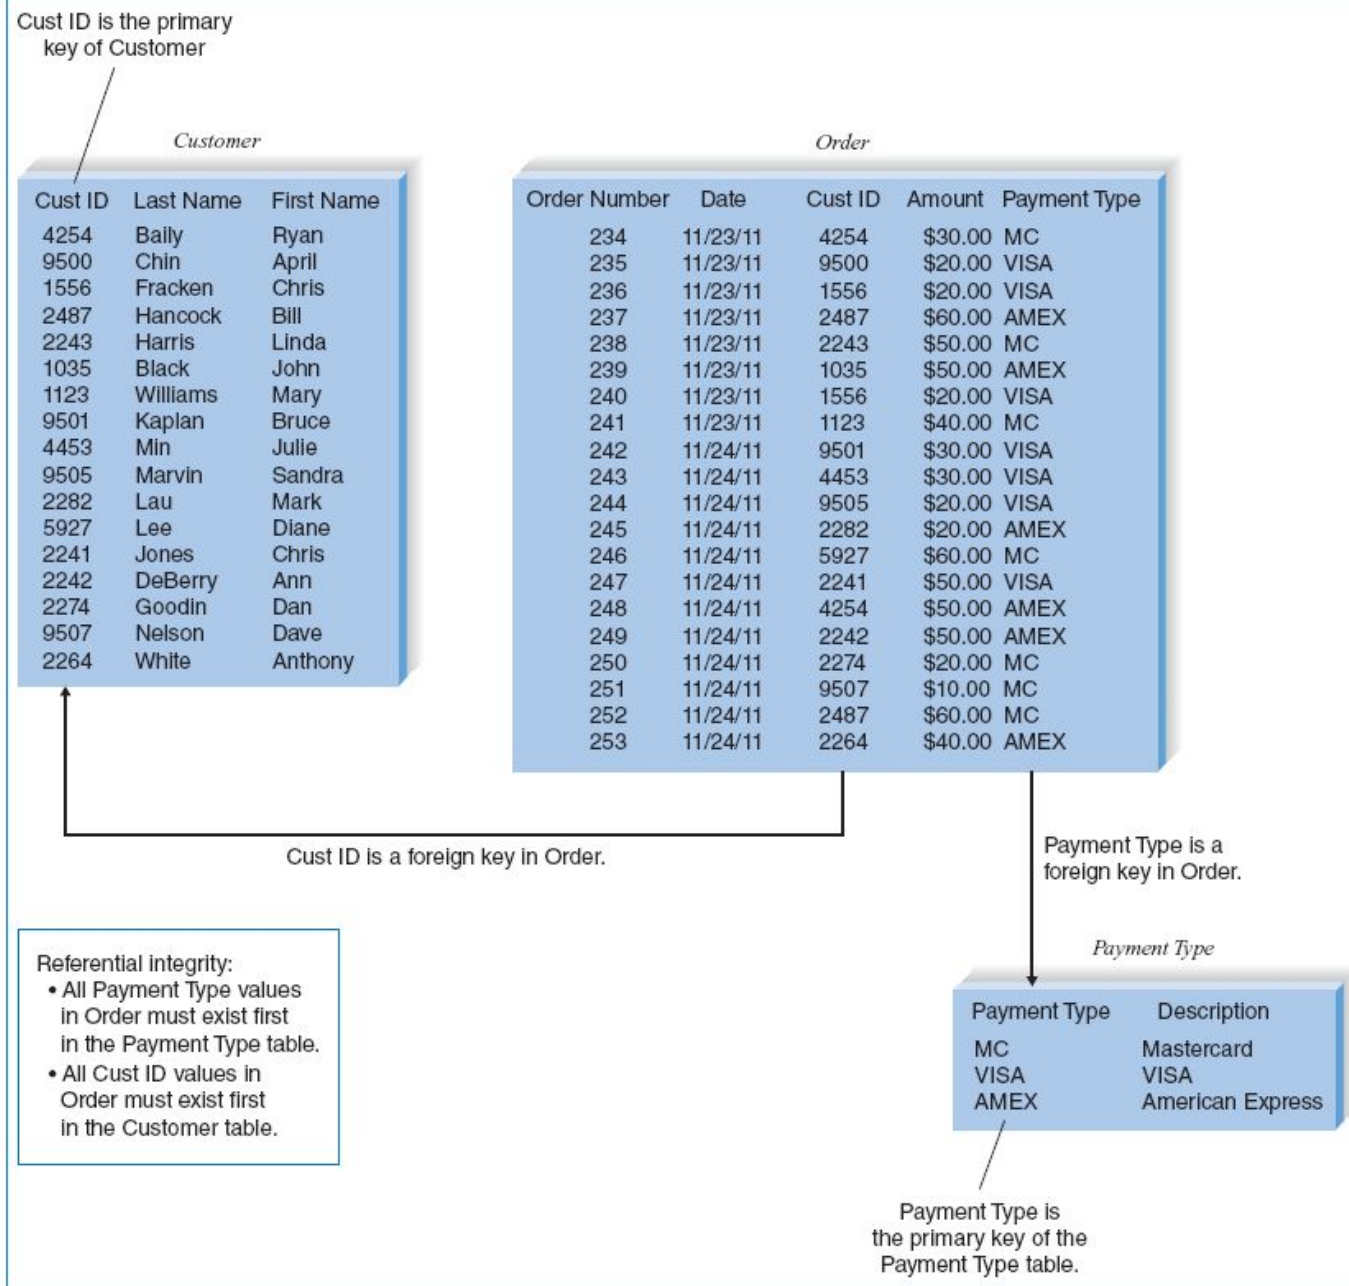 Cust ID is the primary
key of Customer
Customer
Cust ID Last Name First Name
4254 Baily Ryan
9500 Chin April
1556 Fracken Chris
2487 Hancock Bill
2243 Harris Linda
1035 Black John
1123 Williams Mary
9501 Kaplan Bruce
4453 Min Julie
9505 Marvin Sandra
2282 Lau Mark
5927 Lee Diane
2241 Jones Chris
2242 DeBerry Ann
2274 Goodin Dan
9507 Nelson Dave
2264 White Anthony
Order
Order Number Date Cust ID Amount Payment Type
234 11/23/11 4254 $30.00 MC
235 11/23/11 9500 $20.00 VISA
236 11/23/11 1556 $20.00 VISA
237 11/23/11 2487 $60.00 AMEX
238 11/23/11 2243 $50.00 MC
239 11/23/11 1035 $50.00 AMEX
240 11/23/11 1556 $20.00 VISA
241 11/23/11 1123 $40.00 MC
242 11/24/11 9501 $30.00 VISA
243 11/24/11 4453 $30.00 VISA
244 11/24/11 9505 $20.00 VISA
245 11/24/11 2282 $20.00 AMEX
246 11/24/11 5927 $60.00 MC
247 11/24/11 2241 $50.00 VISA
248 11/24/11 4254 $50.00 AMEX
249 11/24/11 2242 $50.00 AMEX
250 11/24/11 2274 $20.00 MC
251 11/24/11 9507 $10.00 MC
252 11/24/11 2487 $60.00 MC
253 11/24/11 2264 $40.00 AMEX
Cust ID is a foreign key in Order.
Payment Type is a
foreign key in Order.
Referential integrity:
• All Payment Type values
in Order must exist first
in the Payment Type table.
• All Cust ID values in
Order must exist first
in the Customer table.
Payment Type
Payment Type Description
MC Mastercard
VISA VISA
AMEX American Express
Payment Type is
the primary key of the
Payment Type table.